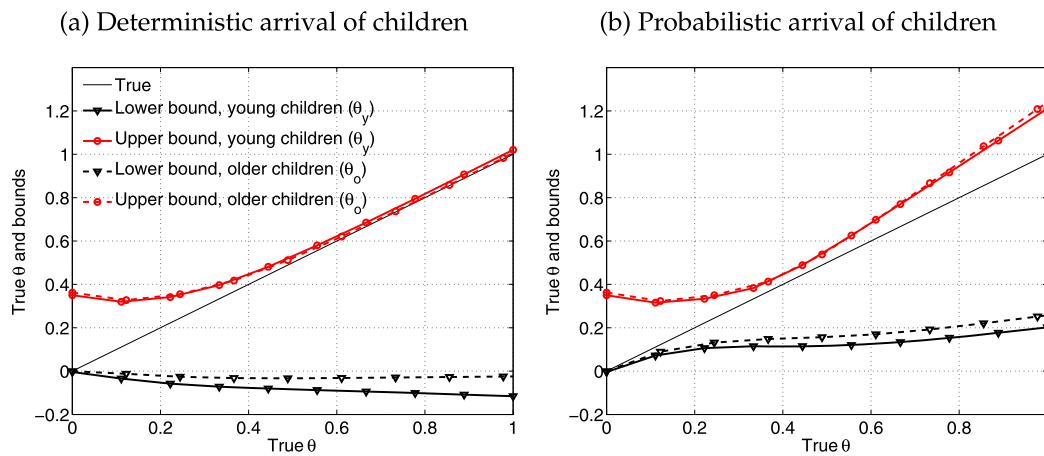 (a) Deterministic arrival of children
True
Lower bound, young children (θy)
Upper bound, young children (θy)
Lower bound, older children (θo)
Upper bound, older children (θo)
True θ and bounds
1.2
1
0.8
0.6
0.4
0.2
0
−0.2
0 0.2 0.4 0.6 0.8 1
True θ
(b) Probabilistic arrival of children
True θ and bounds
1.2
1
0.8
0.6
0.4
0.2
0
−0.2
0 0.2 0.4 0.6 0.8
True θ